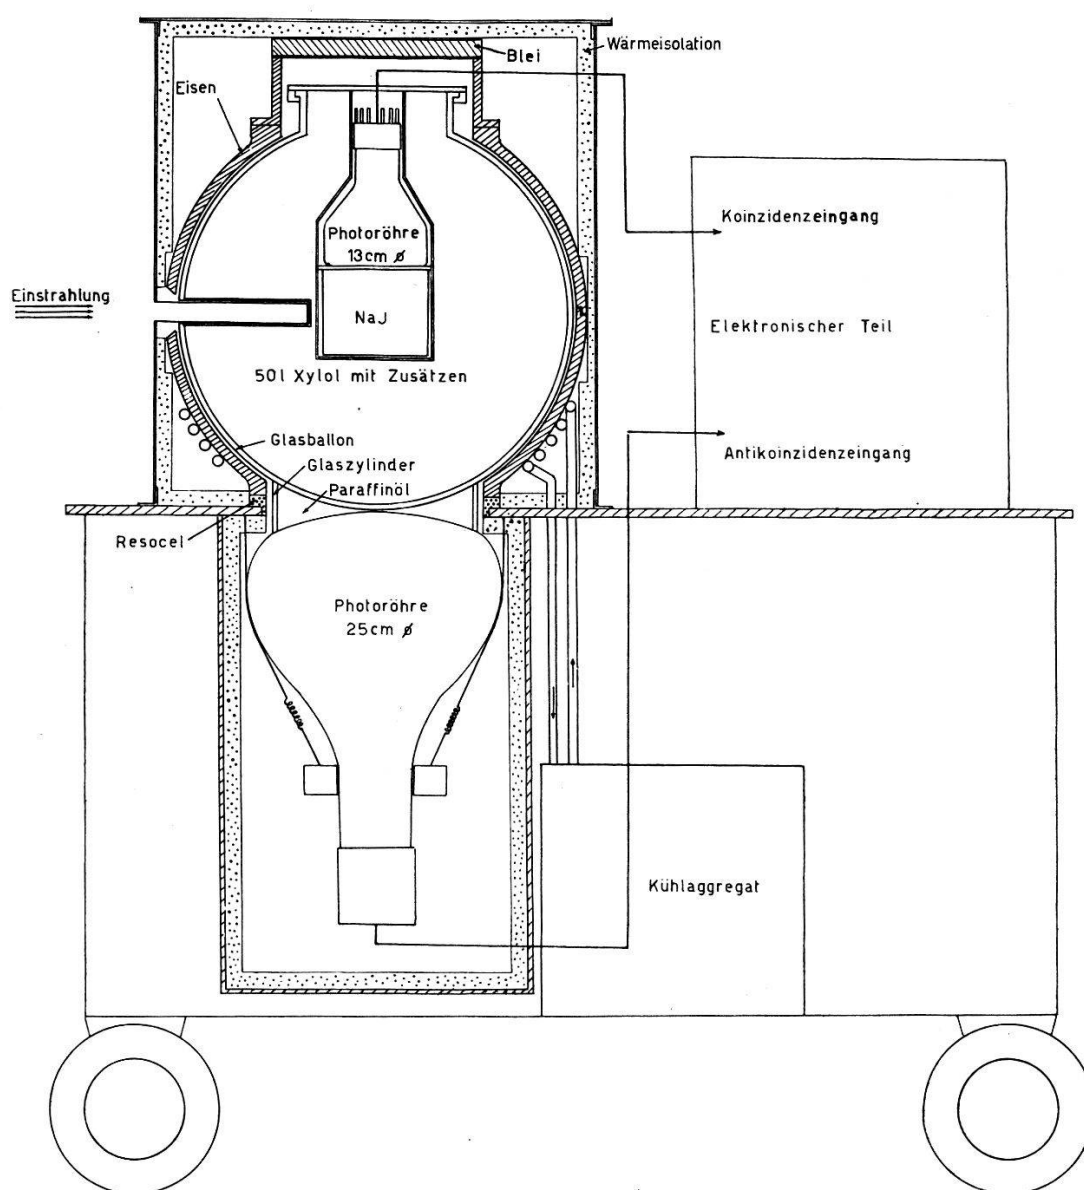 Wärmeisolation
Blei
Eisen
Koinzidenzeingang
Photoröhre
13cm ø
Einstrahlung
NaJ
Elektronischer Teil
50l Xylol mit Zusätzen
Glasballon
Antikoinzidenzeingang
Glaszylinder
Paraffinöl
Resocel
Photoröhre
25cm ø
Kühlaggregat